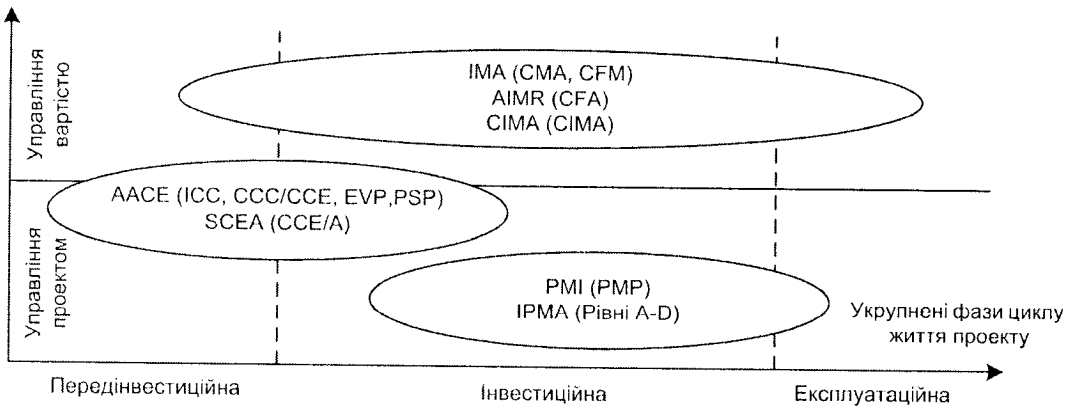 Управління
вартістю
IMA (CMA, CFM)
AIMR (CFA)
CIMA (CIMA)
AACE (ICC, CCC/CCE, EVP,PSP)
SCEA (CCE/A)
Управління
проектом
PMI (PMP)
IPMA (Рівні A-D)
Укрупнені фази циклу
життя проекту
Передінвестиційна
Інвестиційна
Експлуатаційна